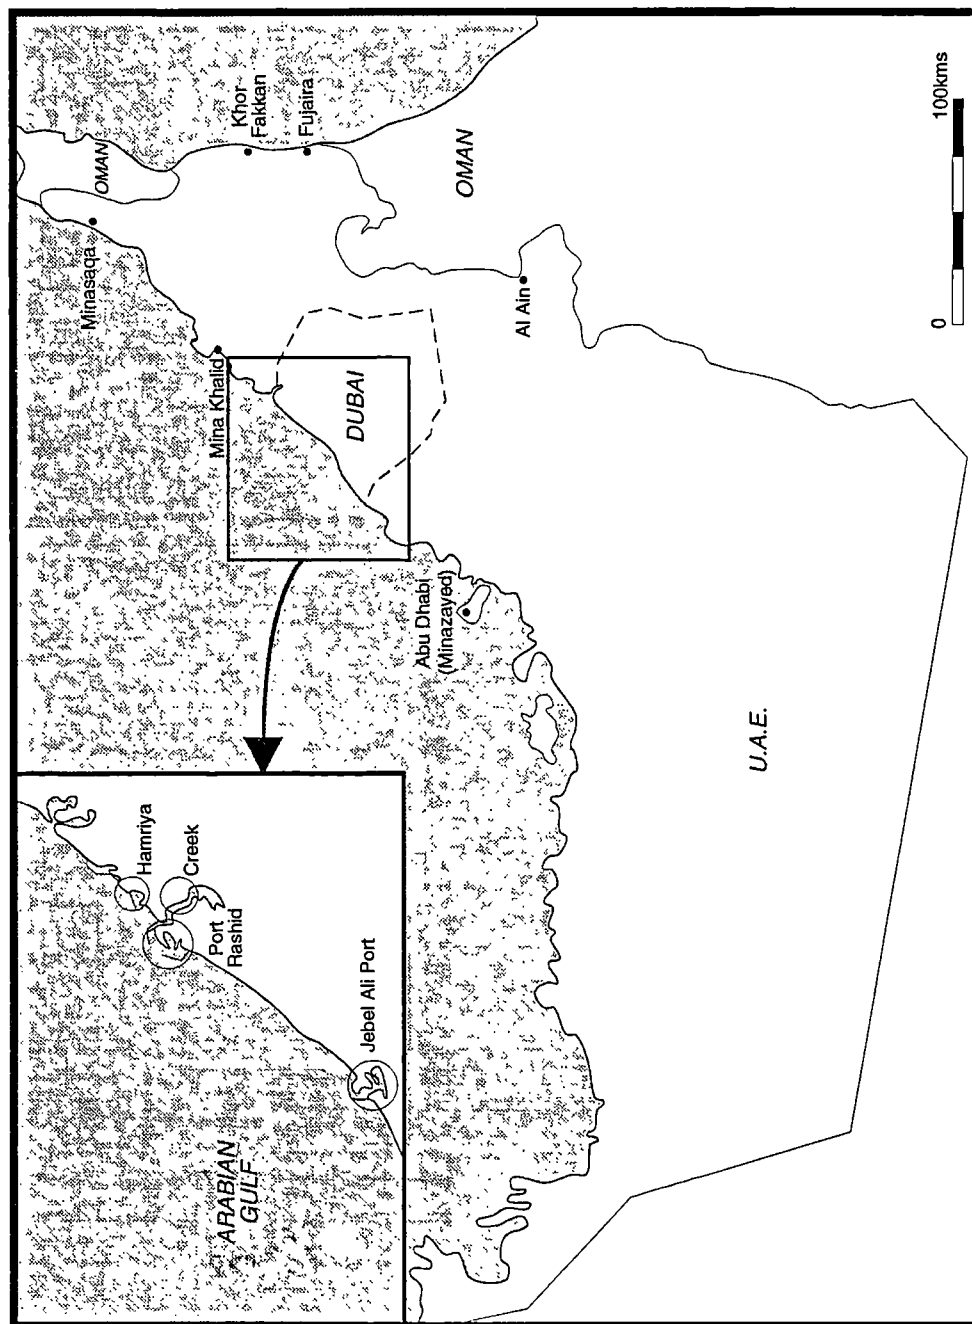 ARABIAN
GULF
Hamriya
Creek
Port
Rashid
Jebel Ali Port
OMAN
Minasaqa
Khor
Fakkan
Fujaira
Mina Khalid
DUBAI
OMAN
Abu Dhabi
(Minazayed)
Al Ain
U.A.E.
0
100kms